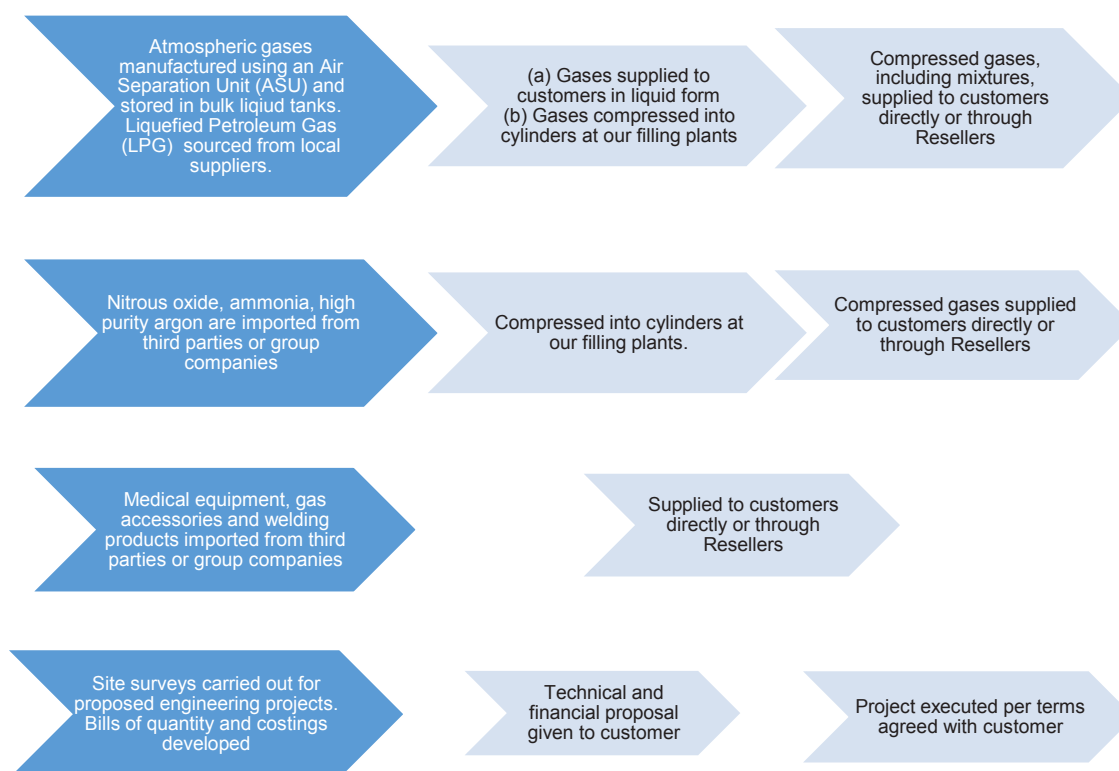 Atmospheric gases
manufactured using an Air
Separation Unit (ASU) and
stored in bulk liqiud tanks.
Liquefied Petroleum Gas
(LPG) sourced from local
suppliers.
(a) Gases supplied to
customers in liquid form
(b) Gases compressed into
cylinders at our filling plants
Compressed gases,
including mixtures,
supplied to customers
directly or through
Resellers
Nitrous oxide, ammonia, high
purity argon are imported from
third parties or group
companies
Compressed into cylinders at
our filling plants.
Compressed gases supplied
to customers directly or
through Resellers
Medical equipment, gas
accessories and welding
products imported from third
parties or group companies
Supplied to customers
directly or through
Resellers
Site surveys carried out for
proposed engineering projects.
Bills of quantity and costings
developed
Technical and
financial proposal
given to customer
Project executed per terms
agreed with customer